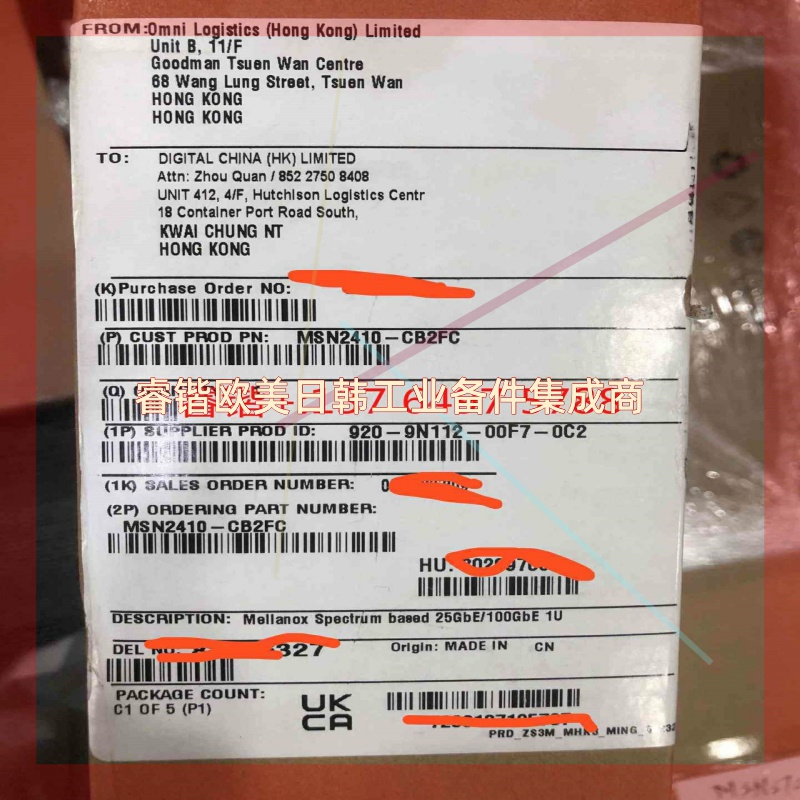 FROM:Omni Logistics (Hong Kong) Limited
Unit B, 11/F
Goodman Tsuen Wan Centre
68 Wang Lung Street, Tsuen Wan
HONG KONG
HONG KONG
TO: DIGITAL CHINA (HK) LIMITED
Attn: Zhou Quan / 852 2750 8408
UNIT 412, 4/F, Hutchison Logistics Centr
18 Container Port Road South,
KWAI CHUNG NT
HONG KONG
(K)Purchase Order NO:
(P) CUST PROD PN: MSN2410-CB2FC
(Q)
睿锴欧美日韩工业备件集成商
(1P) SUPPLIER PROD ID: 920-9N112-00F7-0C2
(1K) SALES ORDER NUMBER:
(2P) ORDERING PART NUMBER:
MSN2410-CB2FC
HU:
DESCRIPTION: Mellanox Spectrum based 25GbE/100GbE 1U
DEL NO: 327
Origin: MADE IN CN
PACKAGE COUNT:
C1 OF 5 (P1)
UK
CA